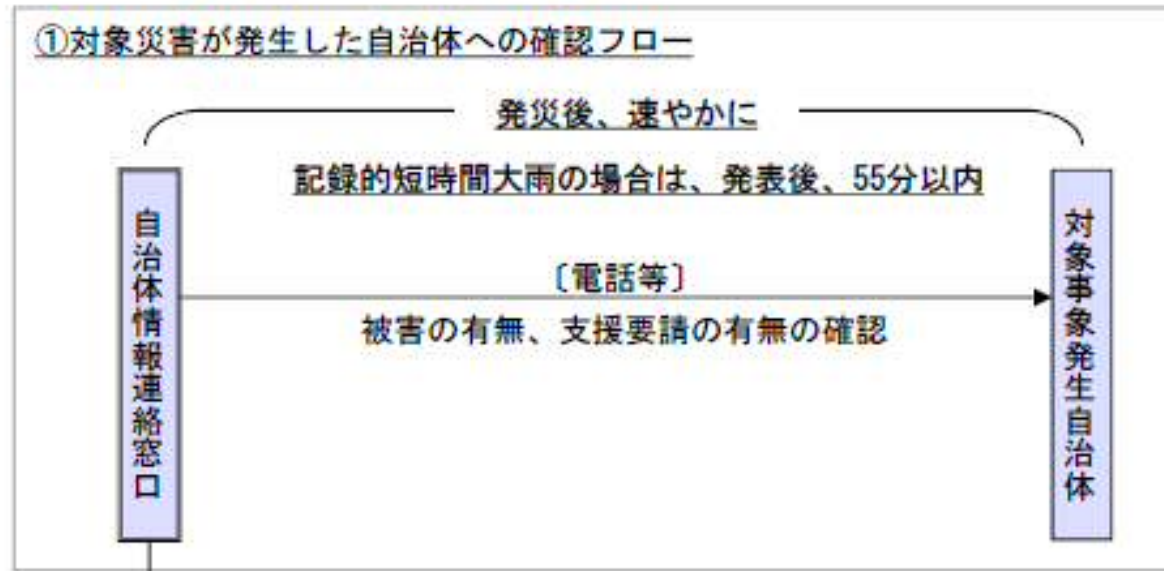 ①対象災害が発生した自治体への確認フロー
発災後、速やかに
記録的短時間大雨の場合は、発表後、55分以内
自治体情報連絡窓口
〔電話等〕
被害の有無、支援要請の有無の確認
対象事象発生自治体